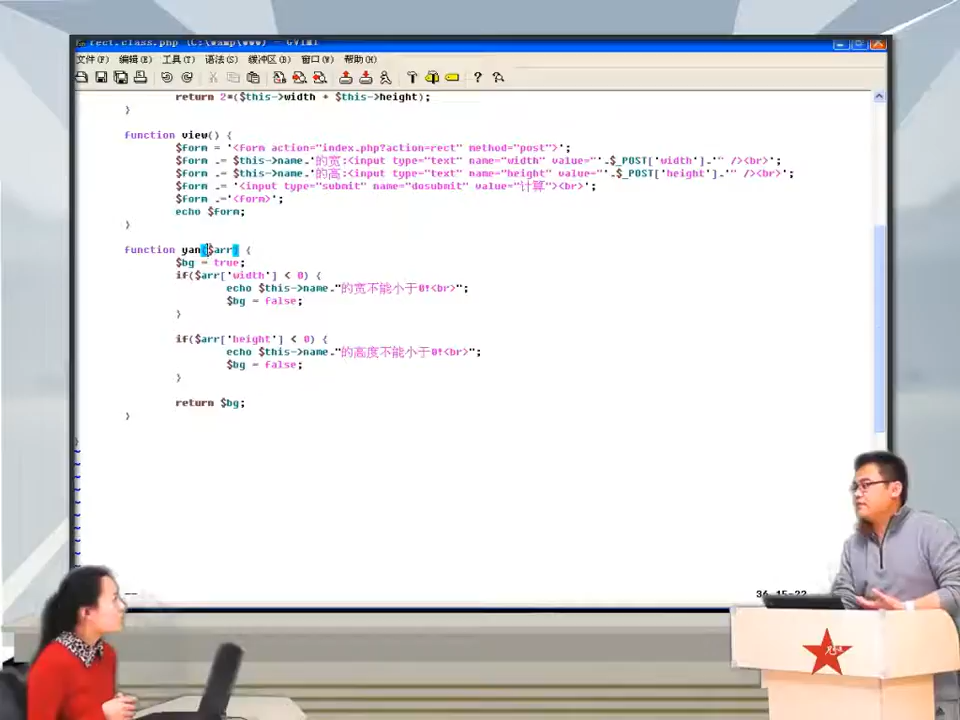 rect.class.php (C:\wamp\www) - GVIM1
文件(F) 编辑(E) 工具(T) 语法(S) 缓冲区(B) 窗口(W) 帮助(H)
return 2*($this->width + $this->height);
}
function view() {
$form = '<form action="index.php?action=rect" method="post">';
$form .= $this->name.'的宽:<input type="text" name="width" value="'.$_POST['width'].'" /><br>';
$form .= $this->name.'的高:<input type="text" name="height" value="'.$_POST['height'].'" /><br>';
$form .= '<input type="submit" name="dosubmit" value="计算"><br>';
$form .='<form>';
echo $form;
}
function yan($arr) {
$bg = true;
if($arr['width'] < 0) {
echo $this->name."的宽不能小于0!<br>";
$bg = false;
}
if($arr['height'] < 0) {
echo $this->name."的高度不能小于0!<br>";
$bg = false;
}
return $bg;
}
}
~
~
~
~
~
~
~
~
~
36,15-22